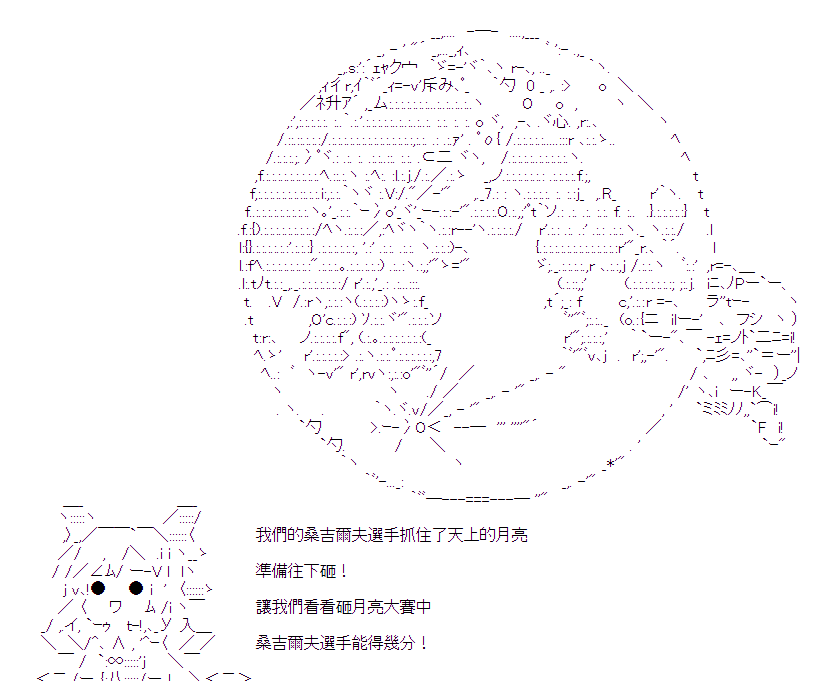 我們的桑吉爾夫選手抓住了天上的月亮
準備往下砸！
讓我們看看砸月亮大賽中
桑吉爾夫選手能得幾分！